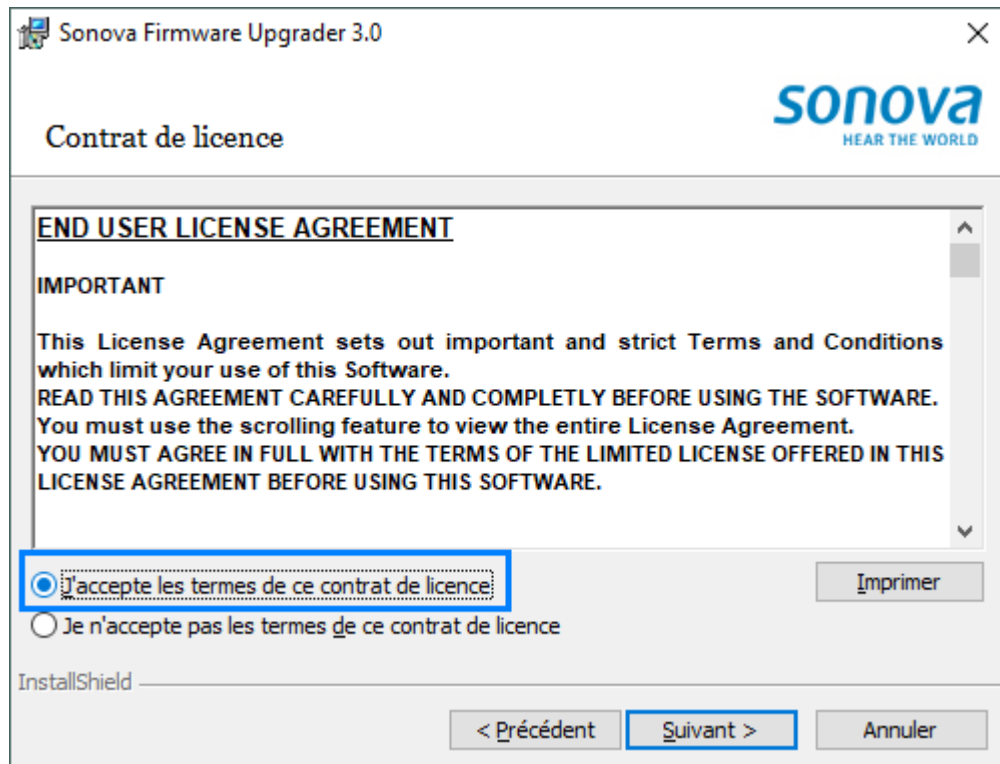 Sonova Firmware Upgrader 3.0
sonova
HEAR THE WORLD
Contrat de licence
END USER LICENSE AGREEMENT
IMPORTANT
This License Agreement sets out important and strict Terms and Conditions
which limit your use of this Software.
READ THIS AGREEMENT CAREFULLY AND COMPLETLY BEFORE USING THE SOFTWARE.
You must use the scrolling feature to view the entire License Agreement.
YOU MUST AGREE IN FULL WITH THE TERMS OF THE LIMITED LICENSE OFFERED IN THIS
LICENSE AGREEMENT BEFORE USING THIS SOFTWARE.
J'accepte les termes de ce contrat de licence
Imprimer
Je n'accepte pas les termes de ce contrat de licence
InstallShield
< Précédent
Suivant >
Annuler